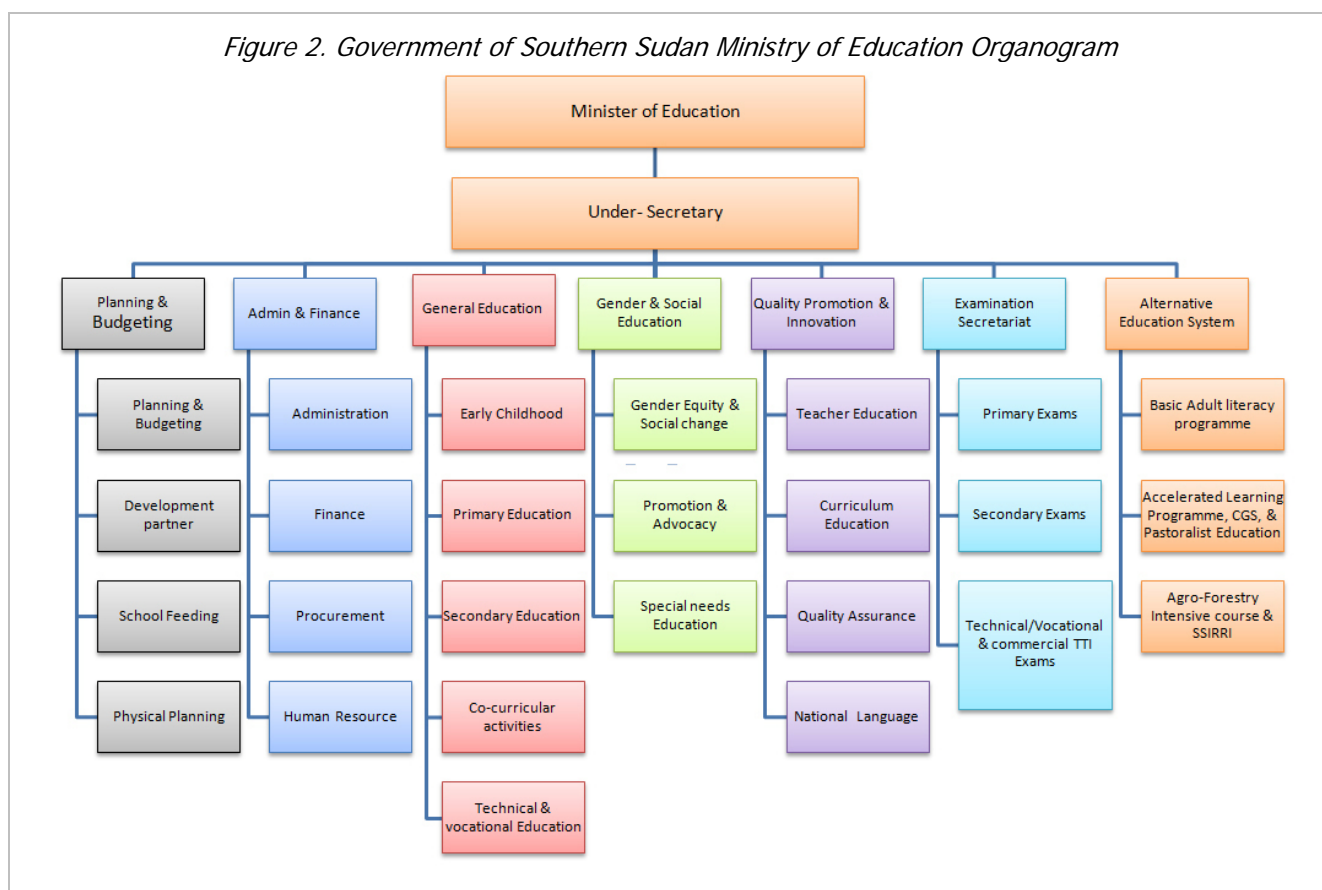 Figure 2. Government of Southern Sudan Ministry of Education Organogram
Minister of Education
Under- Secretary
Planning &
Budgeting
Admin & Finance
General Education
Gender & Social
Education
Quality Promotion &
Innovation
Examination
Secretariat
Alternative
Education System
Planning &
Budgeting
Development
partner
School Feeding
Physical Planning
Administration
Finance
Procurement
Human Resource
Early Childhood
Primary Education
Secondary Education
Co-curricular
activities
Technical &
vocational Education
Gender Equity &
Social change
Promotion &
Advocacy
Special needs
Education
Teacher Education
Curriculum
Education
Quality Assurance
National Language
Primary Exams
Secondary Exams
Technical/Vocational
& commercial TTI
Exams
Basic Adult literacy
programme
Accelerated Learning
Programme, CGS, &
Pastoralist Education
Agro-Forestry
Intensive course &
SSIRRI